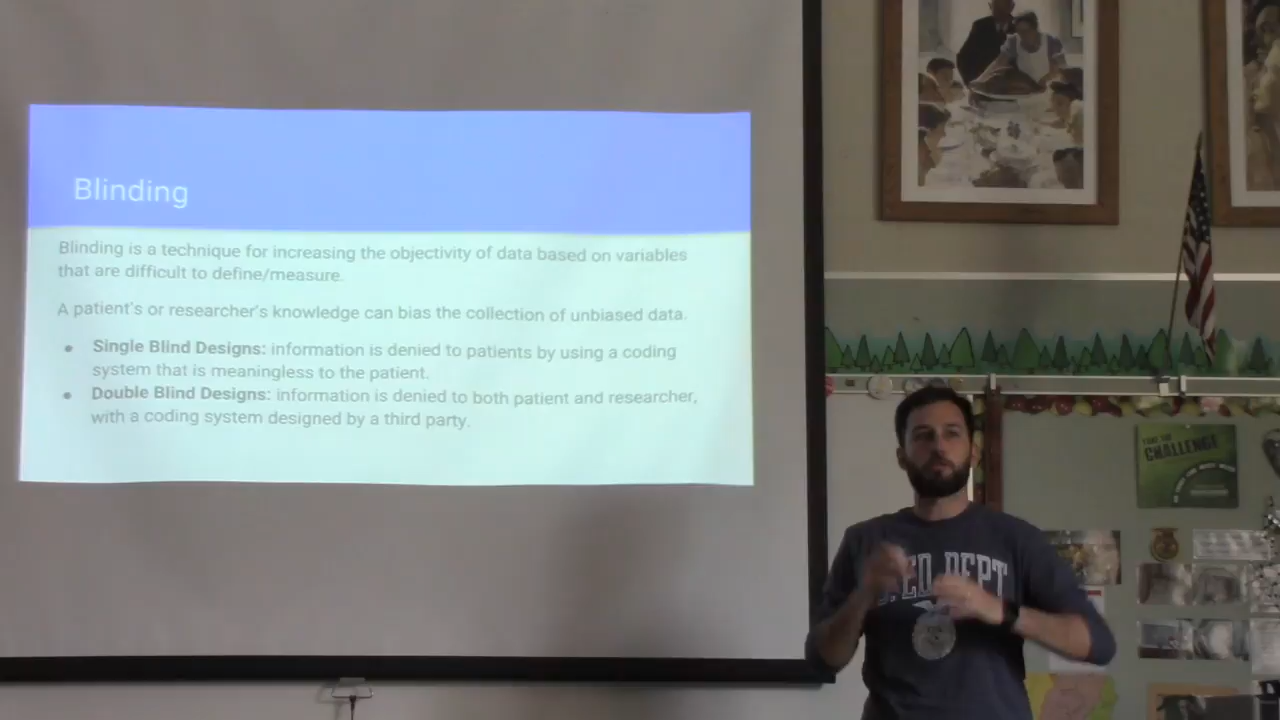 Blinding
Blinding is a technique for increasing the objectivity of data based on variables
that are difficult to define/measure.
A patient's or researcher's knowledge can bias the collection of unbiased data.
• Single Blind Designs: information is denied to patients by using a coding
system that is meaningless to the patient.
• Double Blind Designs: information is denied to both patient and researcher,
with a coding system designed by a third party.
TAKE THE
CHALLENGE
DEPT